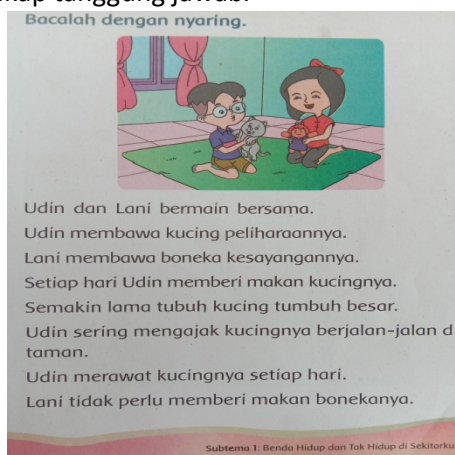 Bacalah dengan nyaring.
Udin dan Lani bermain bersama.
Udin membawa kucing peliharaannya.
Lani membawa boneka kesayangannya.
Setiap hari Udin memberi makan kucingnya.
Semakin lama tubuh kucing tumbuh besar.
Udin sering mengajak kucingnya berjalan-jalan d
taman.
Udin merawat kucingnya setiap hari.
Lani tidak perlu memberi makan bonekanya.
Subtema 1: Benda Hidup dan Tak Hidup di Sekitarku